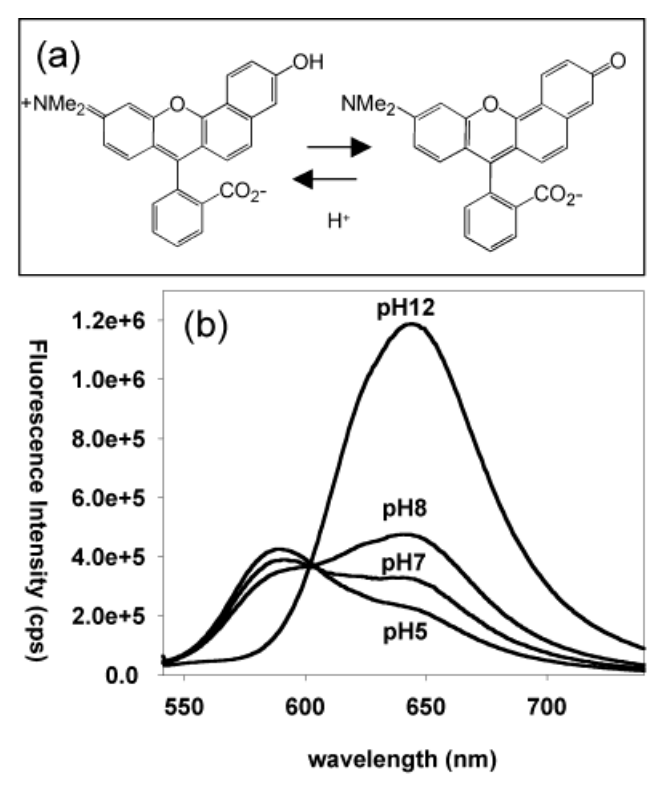 (a)
OH
+NMe2
O
CO2−
H+
O
NMe2
O
CO2−
(b)
pH12
pH8
pH7
pH5
1.2e+6
1.0e+6
8.0e+5
6.0e+5
4.0e+5
2.0e+5
0.0
Fluorescence Intensity (cps)
550 600 650 700
wavelength (nm)